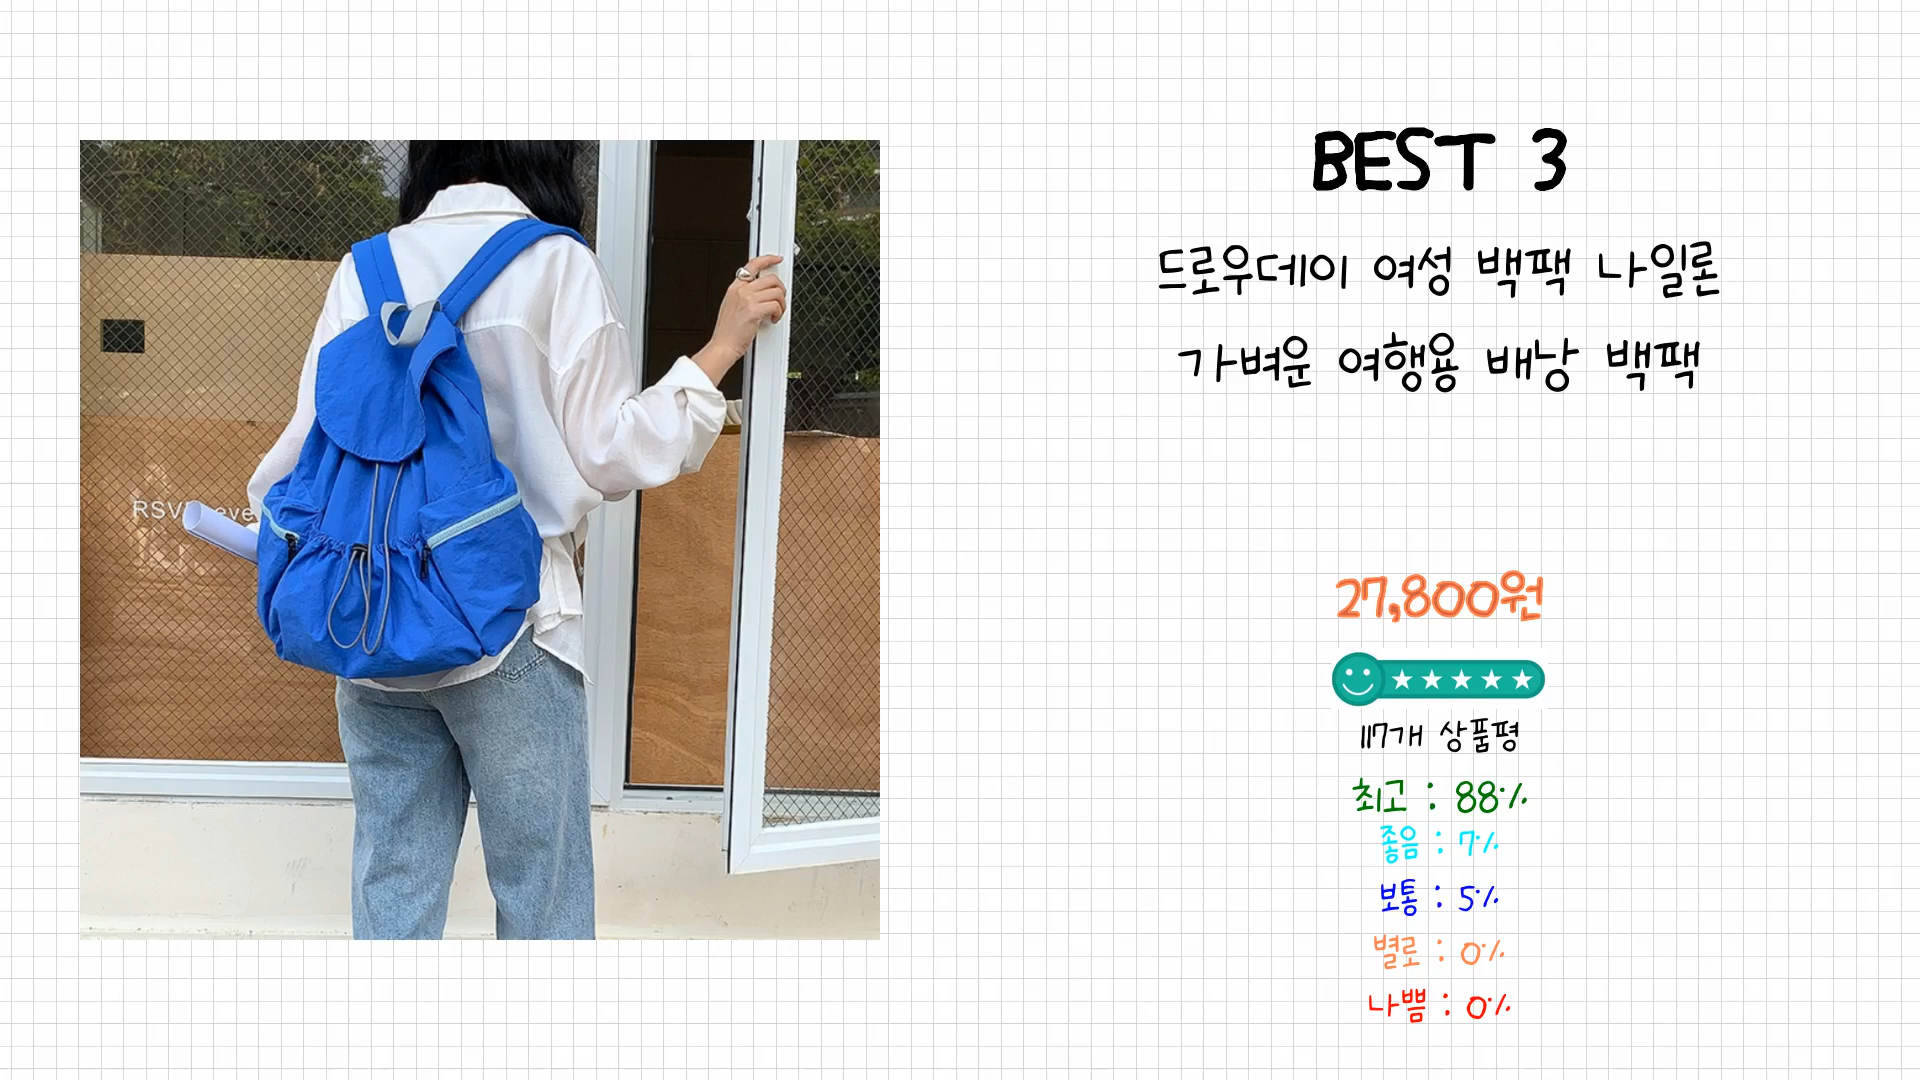 BEST 3
드로우데이 여성 백팩 나일론
가벼운 여행용 배낭 백팩
27,800원
117개 상품평
최고 : 88%
좋음 : 7%
보통 : 5%
별로 : 0%
나쁨 : 0%